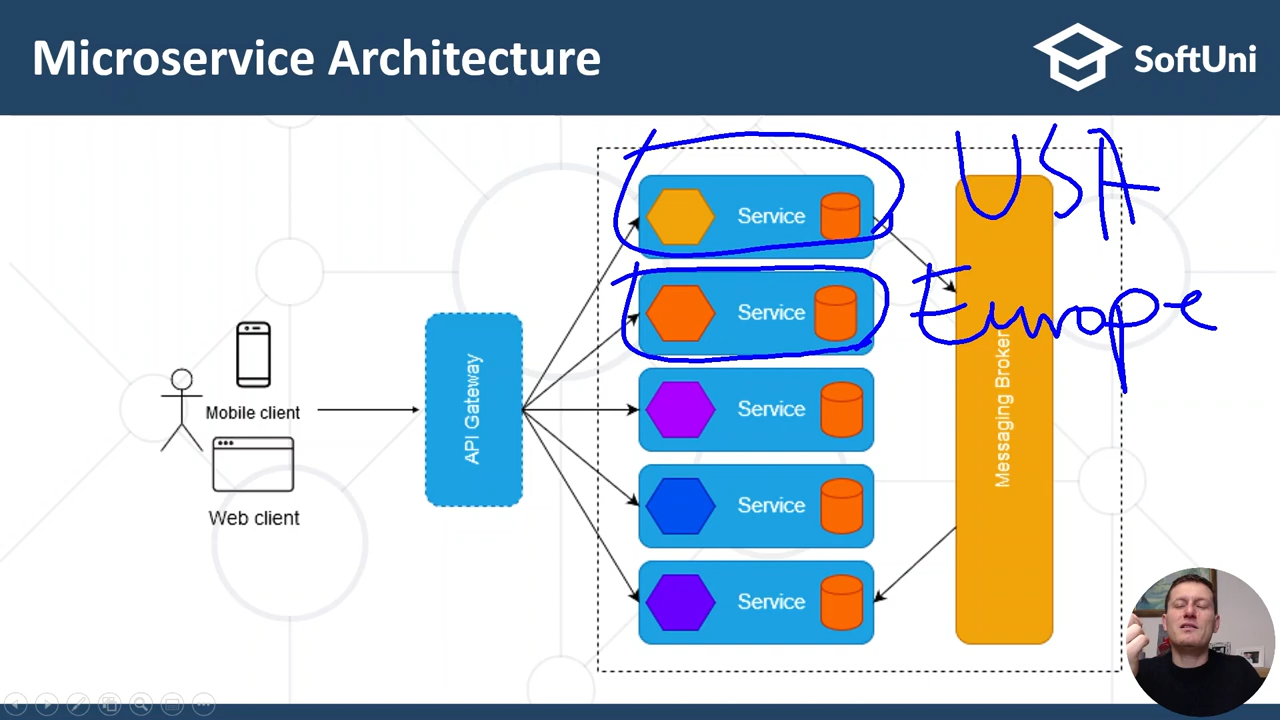 Microservice Architecture
SoftUni
USA
Service
Europe
Service
Service
Service
Service
API Gateway
Messaging Broker
Mobile client
Web client